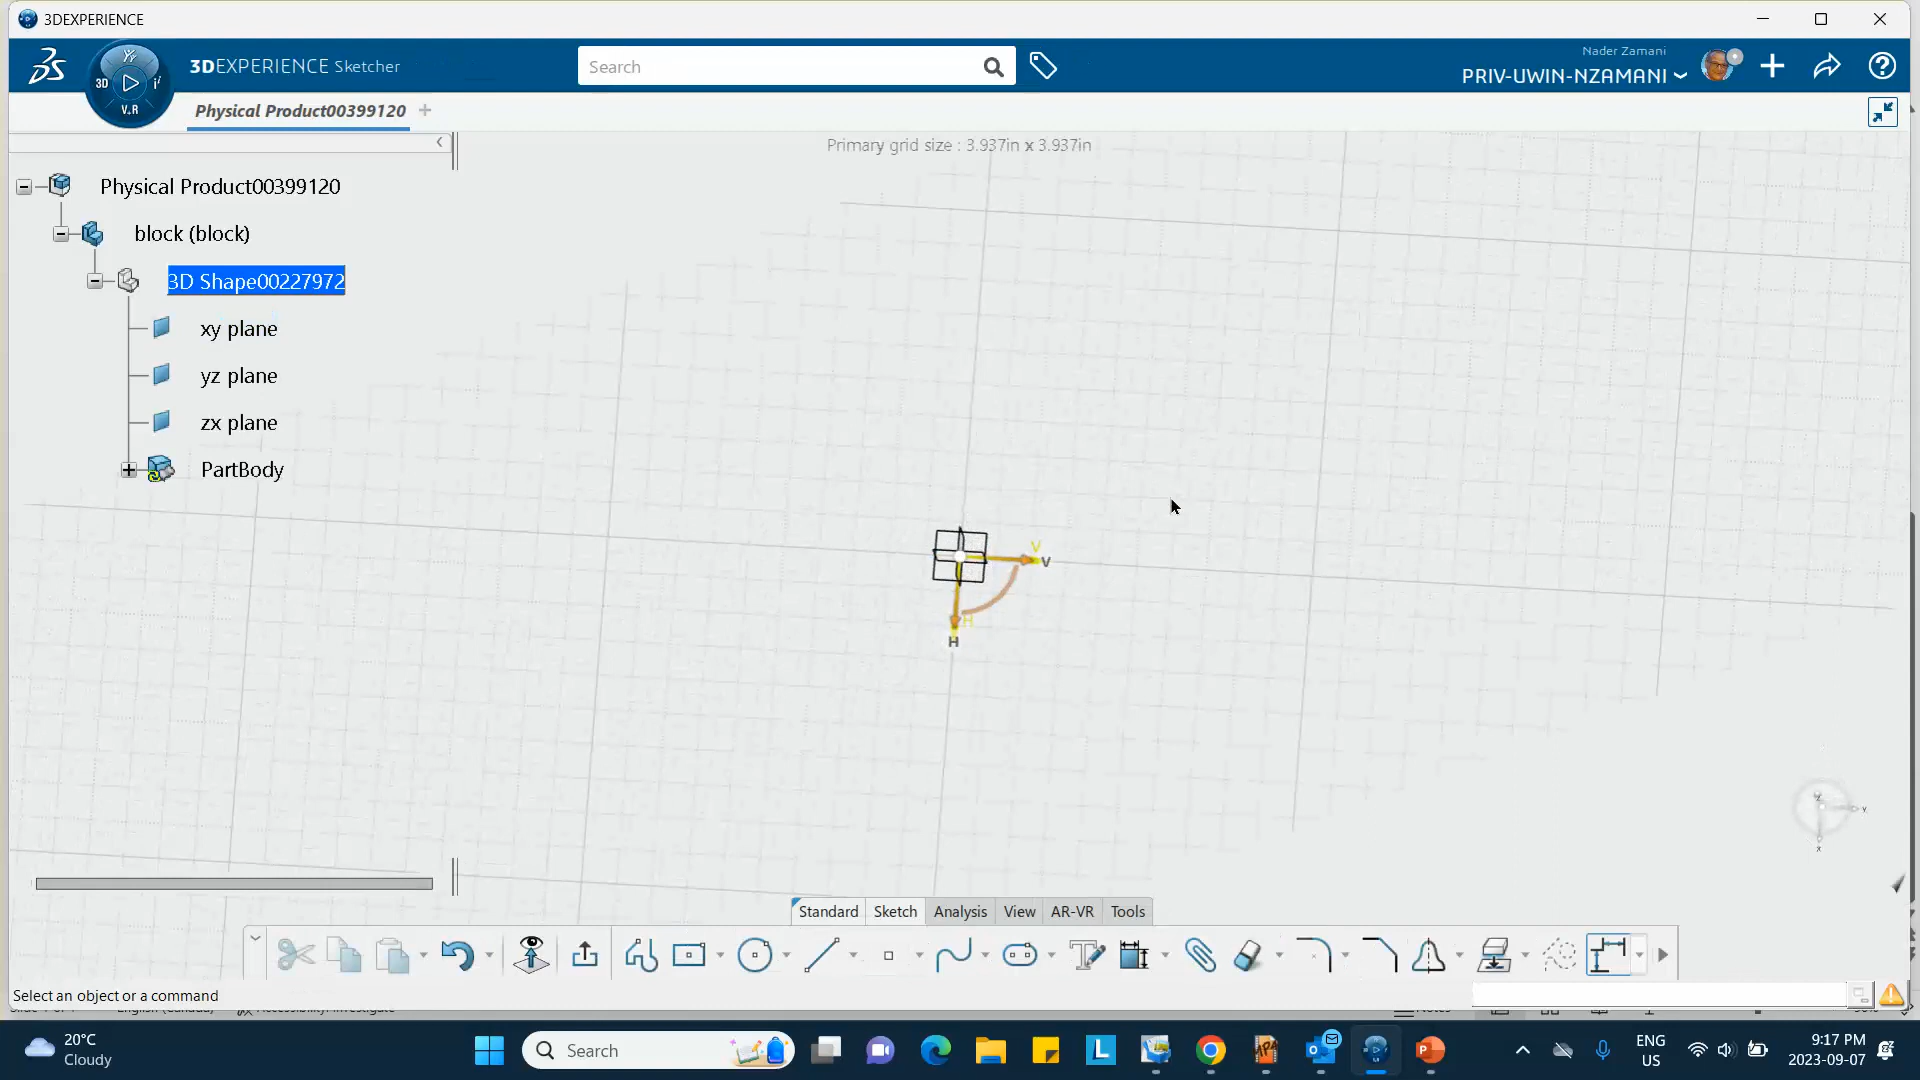 3DEXPERIENCE
3DEXPERIENCE Sketcher
3D
V.R
Search
Nader Zamani
PRIV-UWIN-NZAMANI
Physical Product00399120
Primary grid size : 3.937in x 3.937in
Physical Product00399120
block (block)
3D Shape00227972
xy plane
yz plane
zx plane
PartBody
V
V
H
H
Standard
Sketch
Analysis
View
AR-VR
Tools
Select an object or a command
20°C
Cloudy
Search
ENG
US
9:17 PM
2023-09-07